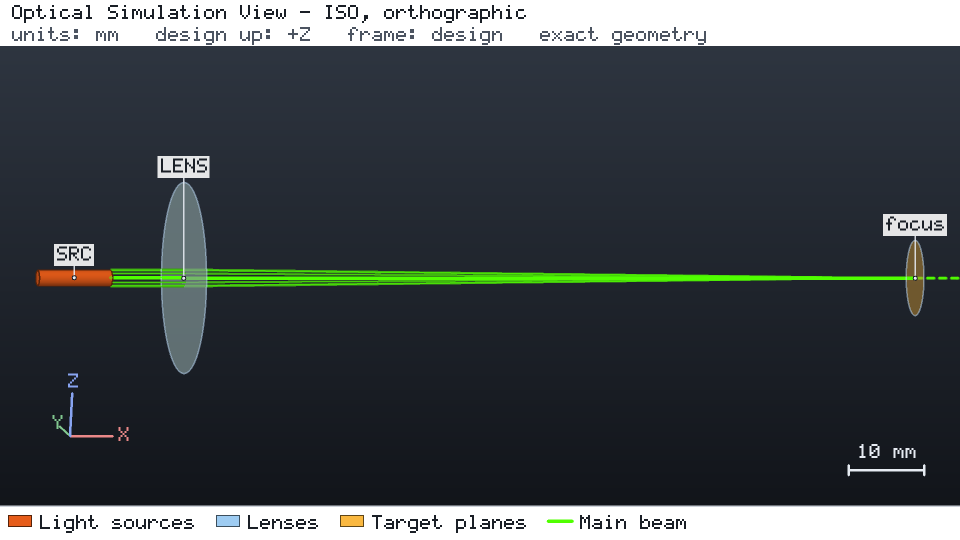 Optical Simulation View - ISO, orthographic
units: mm   design up: +Z   frame: design   exact geometry
LENS
focus
SRC
Z
Y
X
10 mm
Light sources
Lenses
Target planes
Main beam